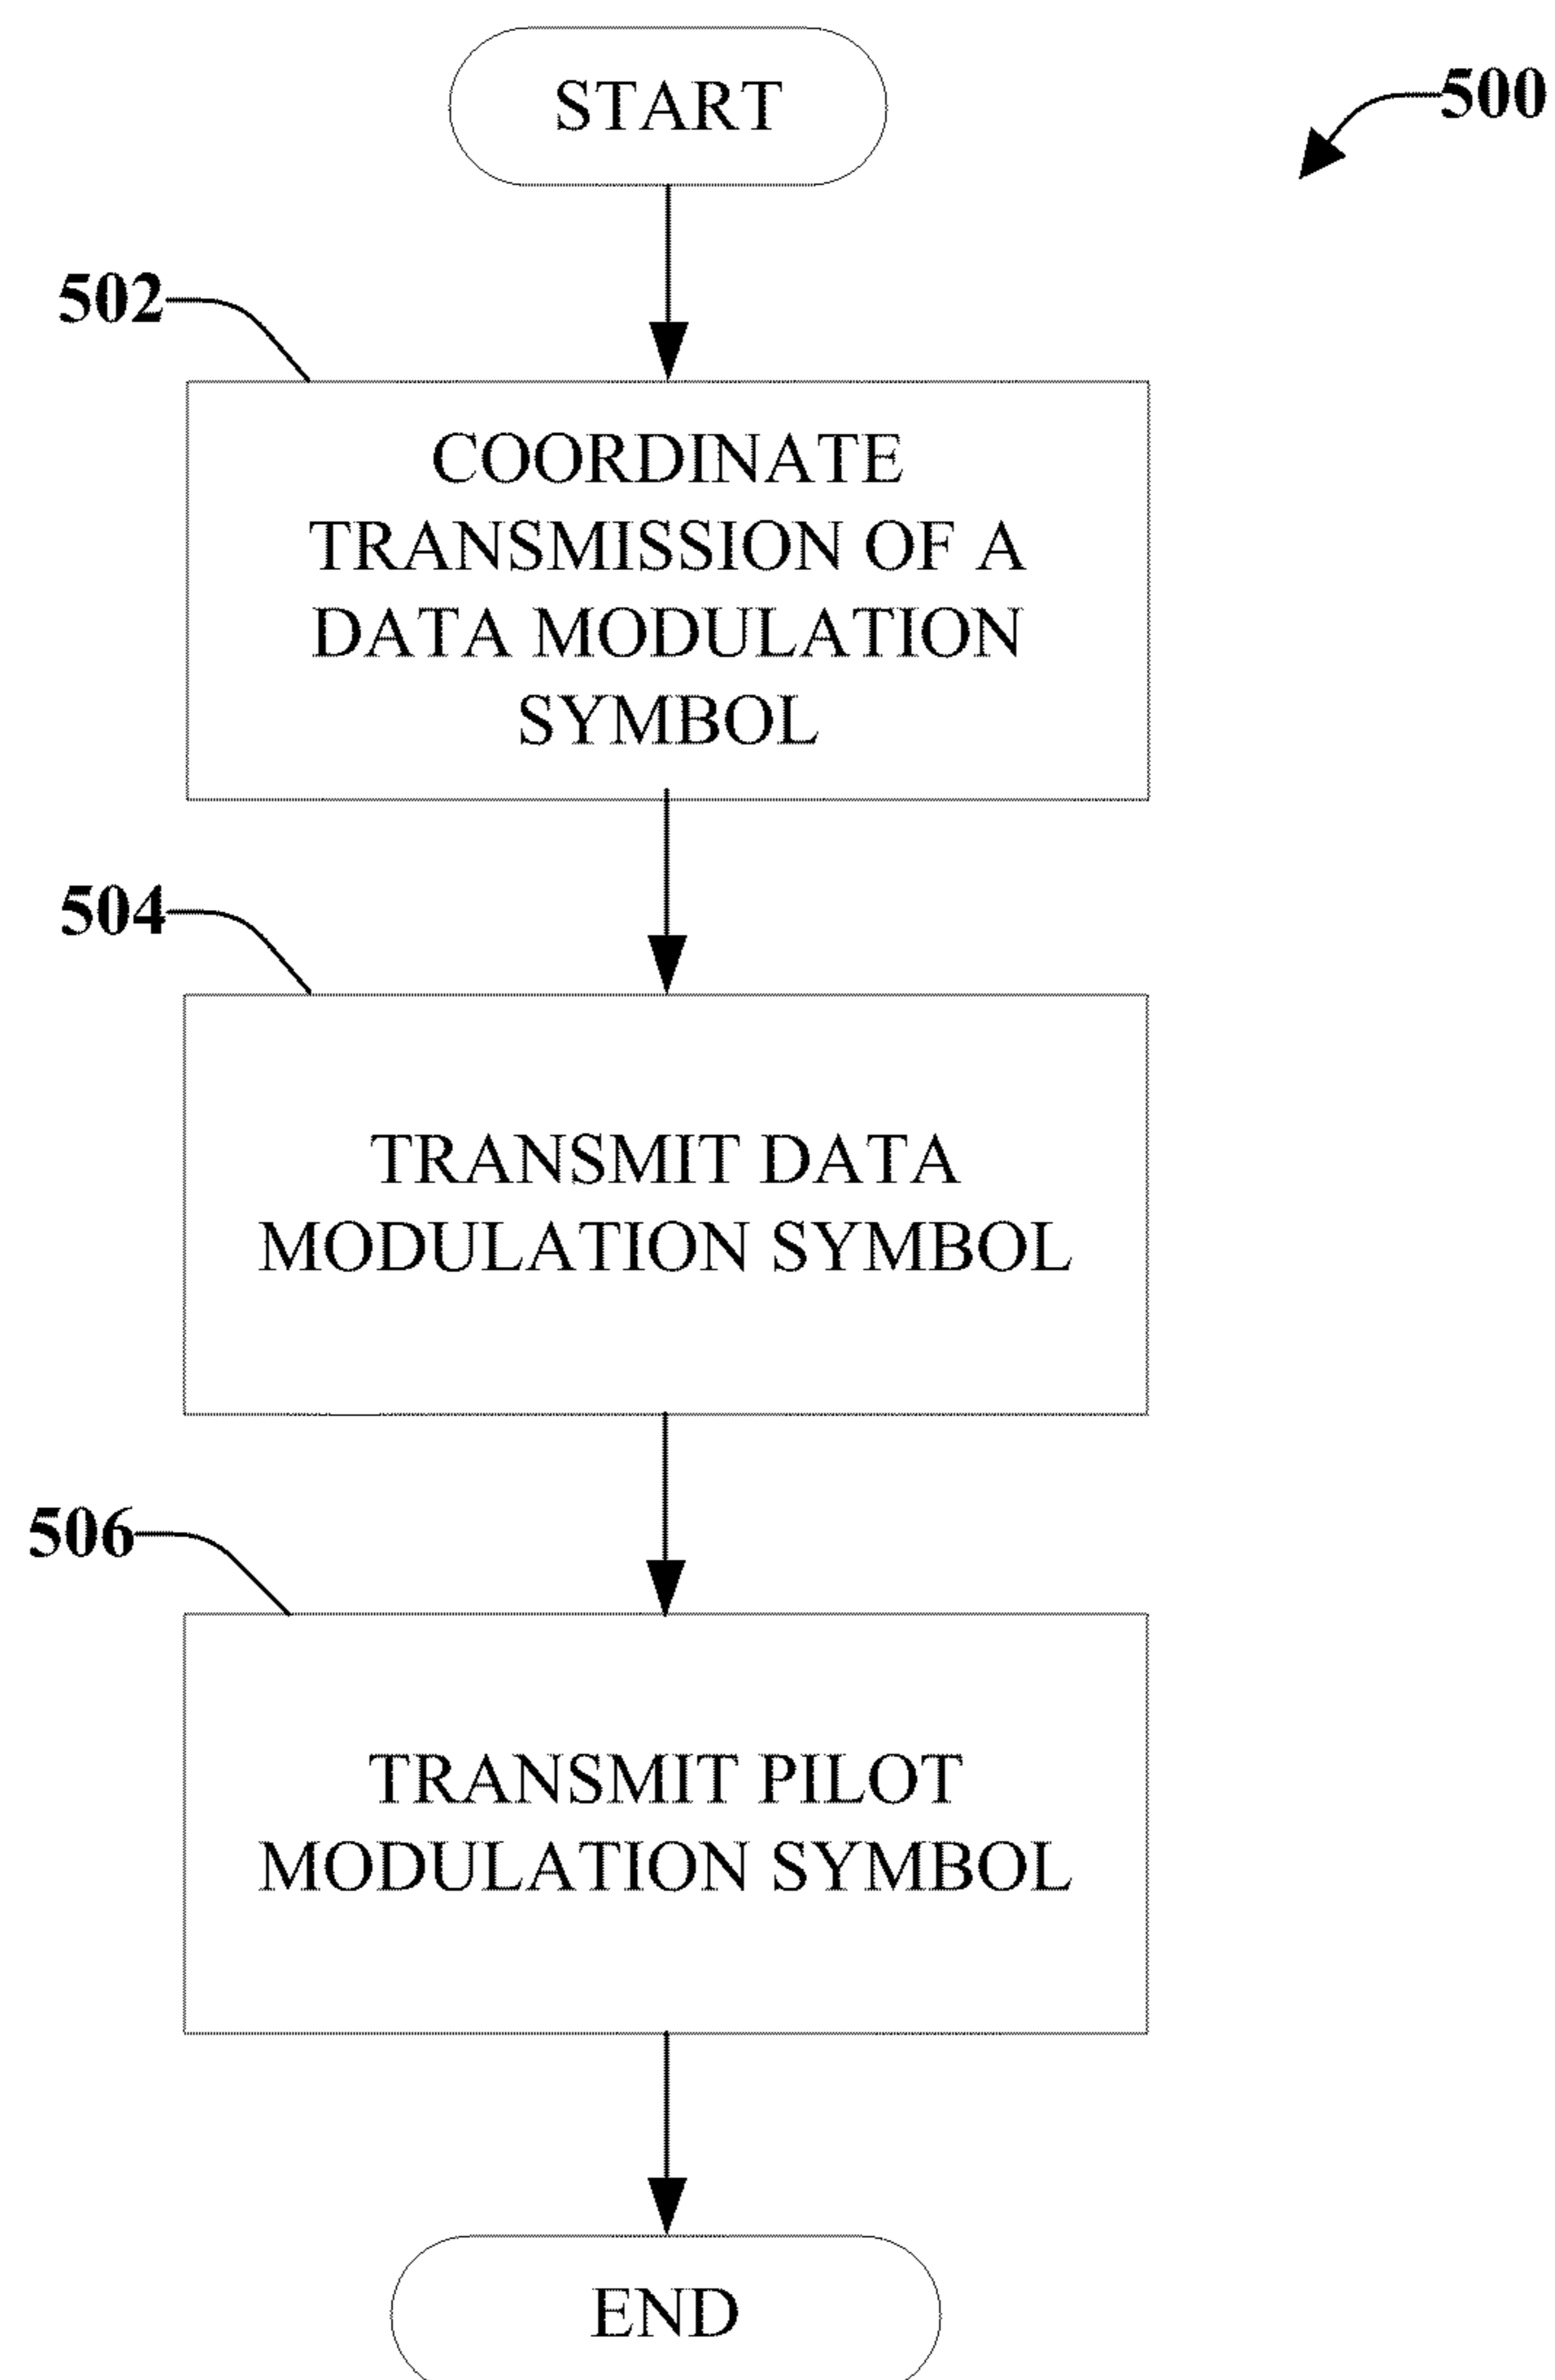 START
500
502
COORDINATE
TRANSMISSION OF A
DATA MODULATION
SYMBOL
504
TRANSMIT DATA
MODULATION SYMBOL
506
TRANSMIT PILOT
MODULATION SYMBOL
END